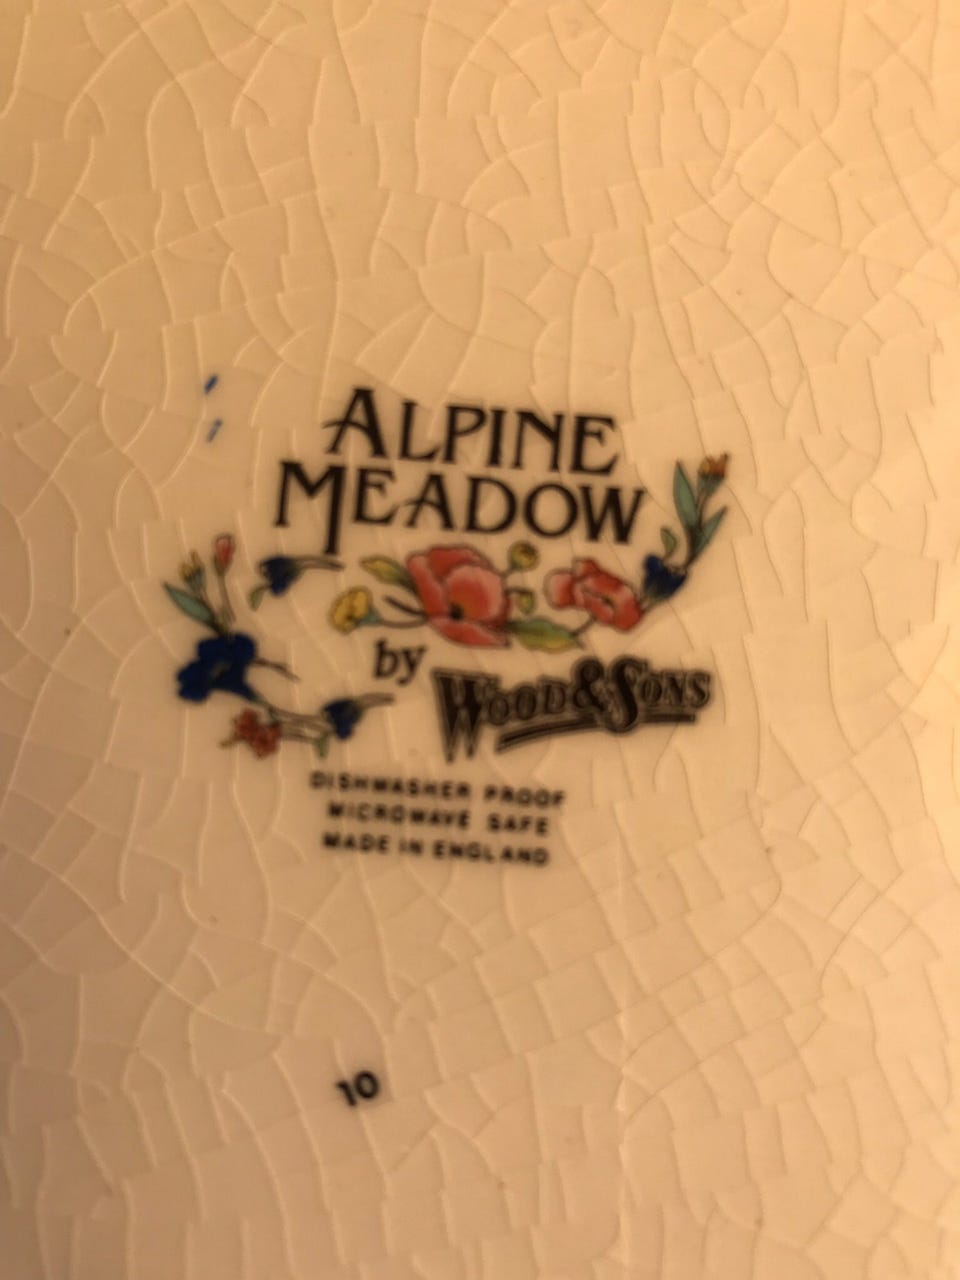 ALPINE
MEADOW
by WOOD & SONS
DISHWASHER PROOF
MICROWAVE SAFE
MADE IN ENGLAND
10